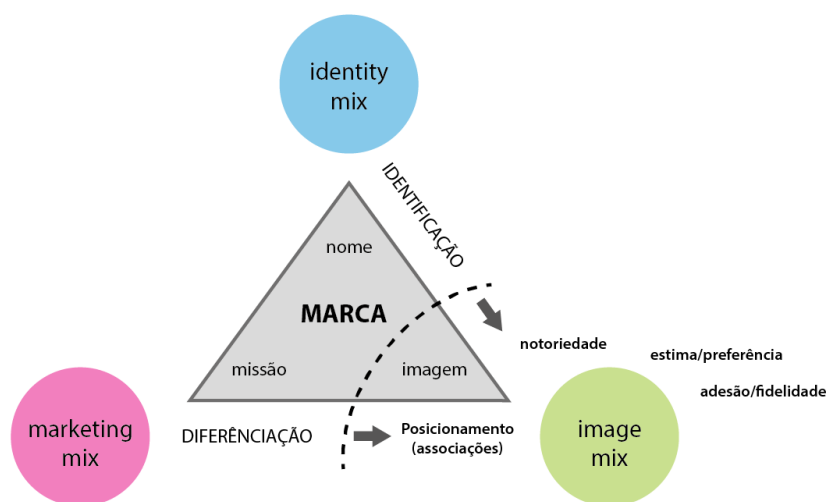 identity
mix
IDENTIFICAÇÃO
nome
MARCA
missão
imagem
notoriedade
estima/preferência
adesão/fidelidade
marketing
mix
DIFERÊNCIAÇÃO
Posicionamento
(associações)
image
mix